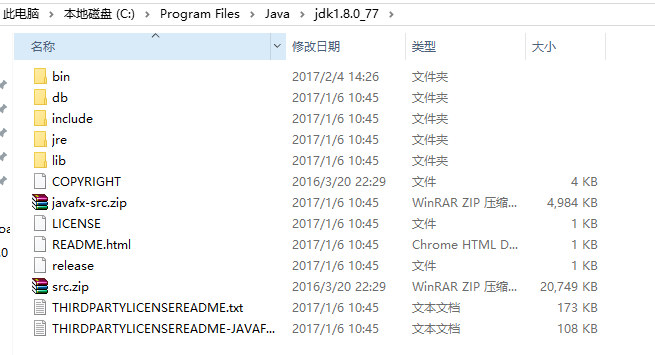 此电脑 › 本地磁盘 (C:) › Program Files › Java › jdk1.8.0_77 ›
名称 修改日期 类型 大小
bin 2017/2/4 14:26 文件夹
db 2017/1/6 10:45 文件夹
include 2017/1/6 10:45 文件夹
jre 2017/1/6 10:45 文件夹
lib 2017/1/6 10:45 文件夹
COPYRIGHT 2016/3/20 22:29 文件 4 KB
javafx-src.zip 2017/1/6 10:45 WinRAR ZIP 压缩... 4,984 KB
LICENSE 2017/1/6 10:45 文件 1 KB
README.html 2017/1/6 10:45 Chrome HTML D... 1 KB
release 2017/1/6 10:45 文件 1 KB
src.zip 2016/3/20 22:29 WinRAR ZIP 压缩... 20,749 KB
THIRDPARTYLICENSEREADME.txt 2017/1/6 10:45 文本文档 173 KB
THIRDPARTYLICENSEREADME-JAVAF... 2017/1/6 10:45 文本文档 108 KB